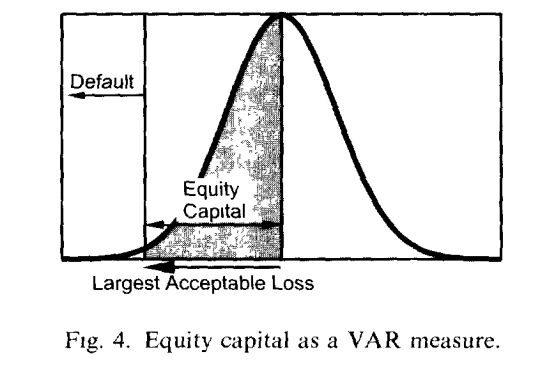 Default
Equity
Capital
Largest Acceptable Loss
Fig. 4. Equity capital as a VAR measure.